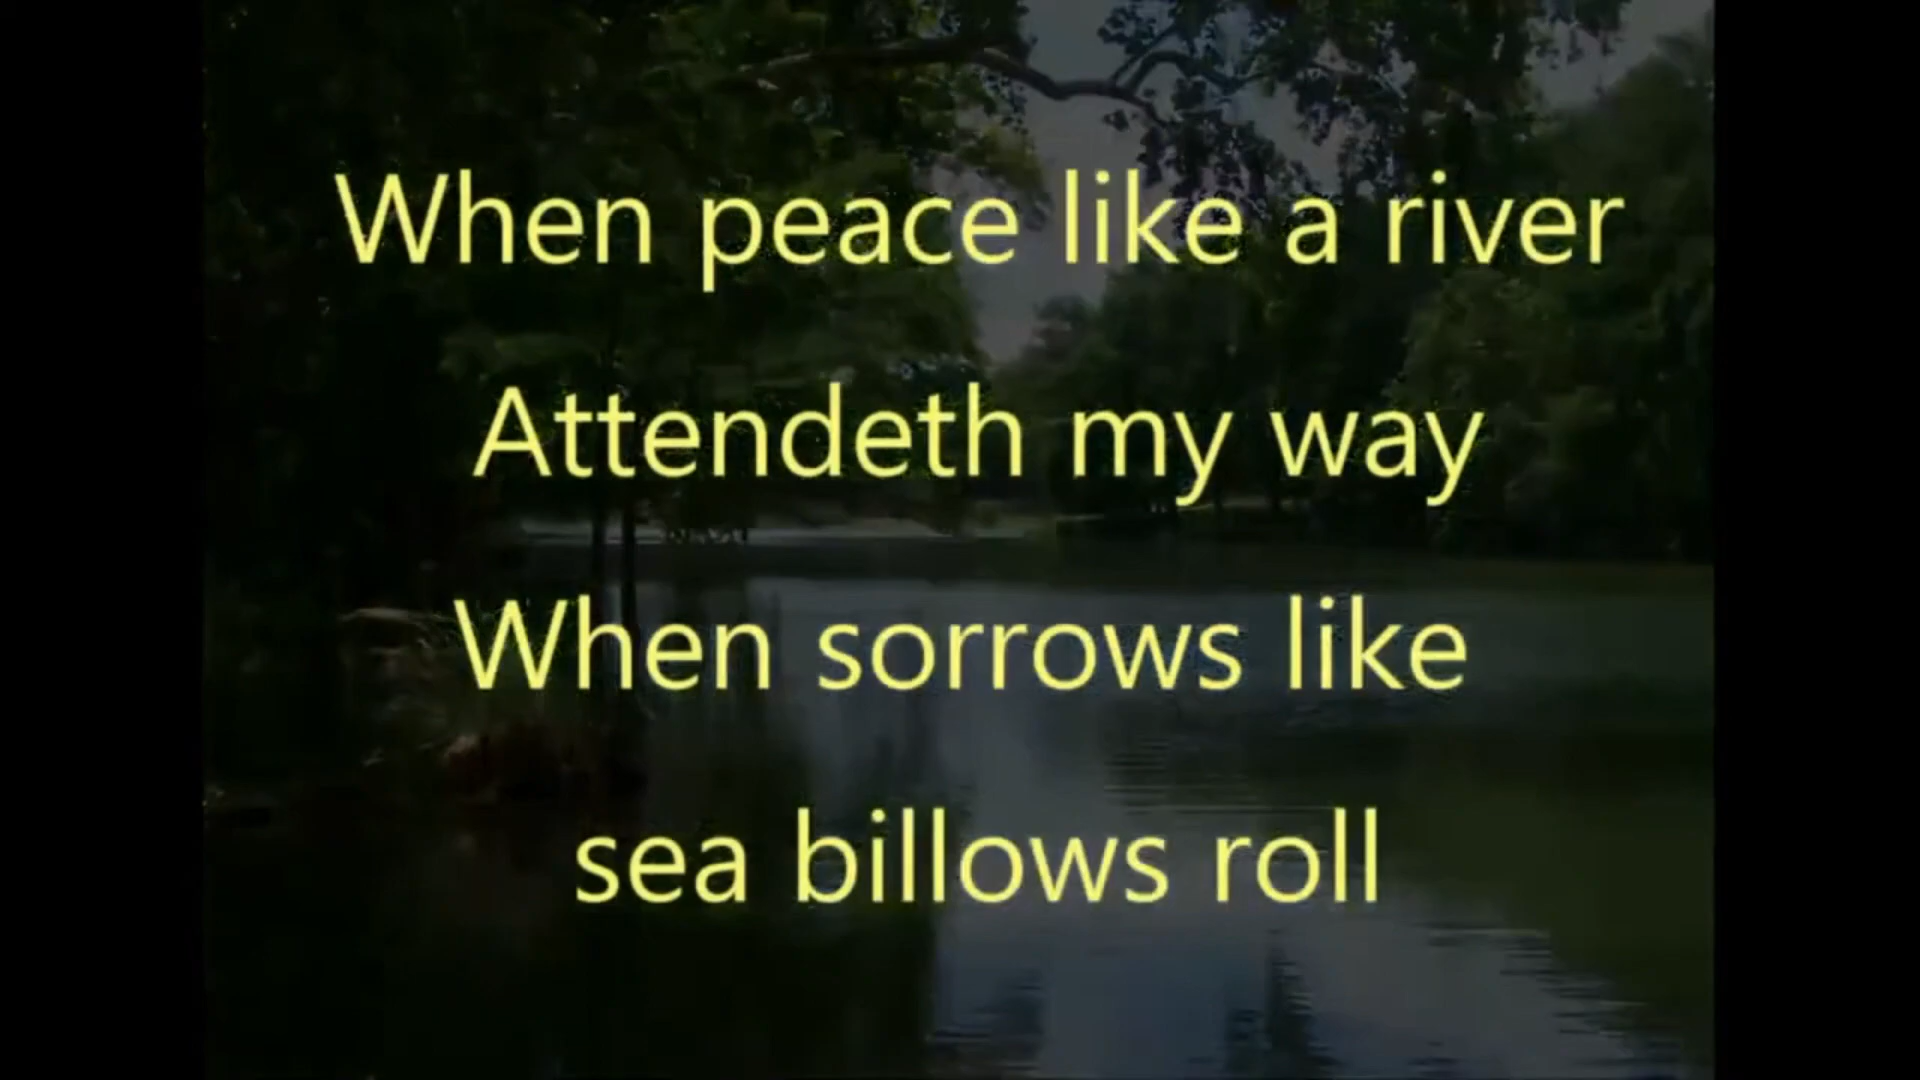 When peace like a river
Attendeth my way
When sorrows like
sea billows roll